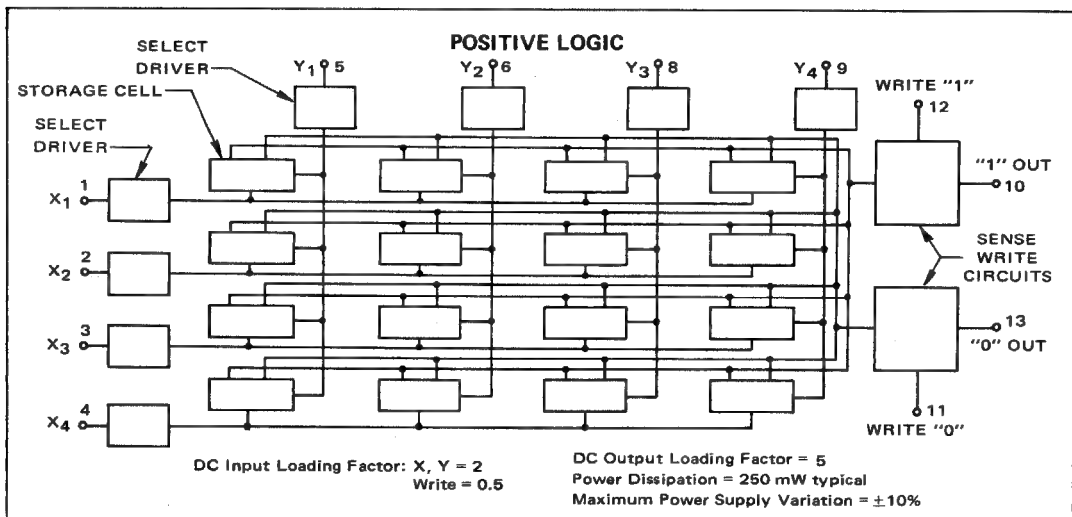 POSITIVE LOGIC
SELECT
DRIVER
STORAGE CELL
SELECT
DRIVER
Y1 5
Y2 6
Y3 8
Y4 9
WRITE "1"
12
"1" OUT
10
X1 1
X2 2
X3 3
X4 4
SENSE
WRITE
CIRCUITS
13
"0" OUT
11
WRITE "0"
DC Input Loading Factor: X, Y = 2
Write = 0.5
DC Output Loading Factor = 5
Power Dissipation = 250 mW typical
Maximum Power Supply Variation = ±10%